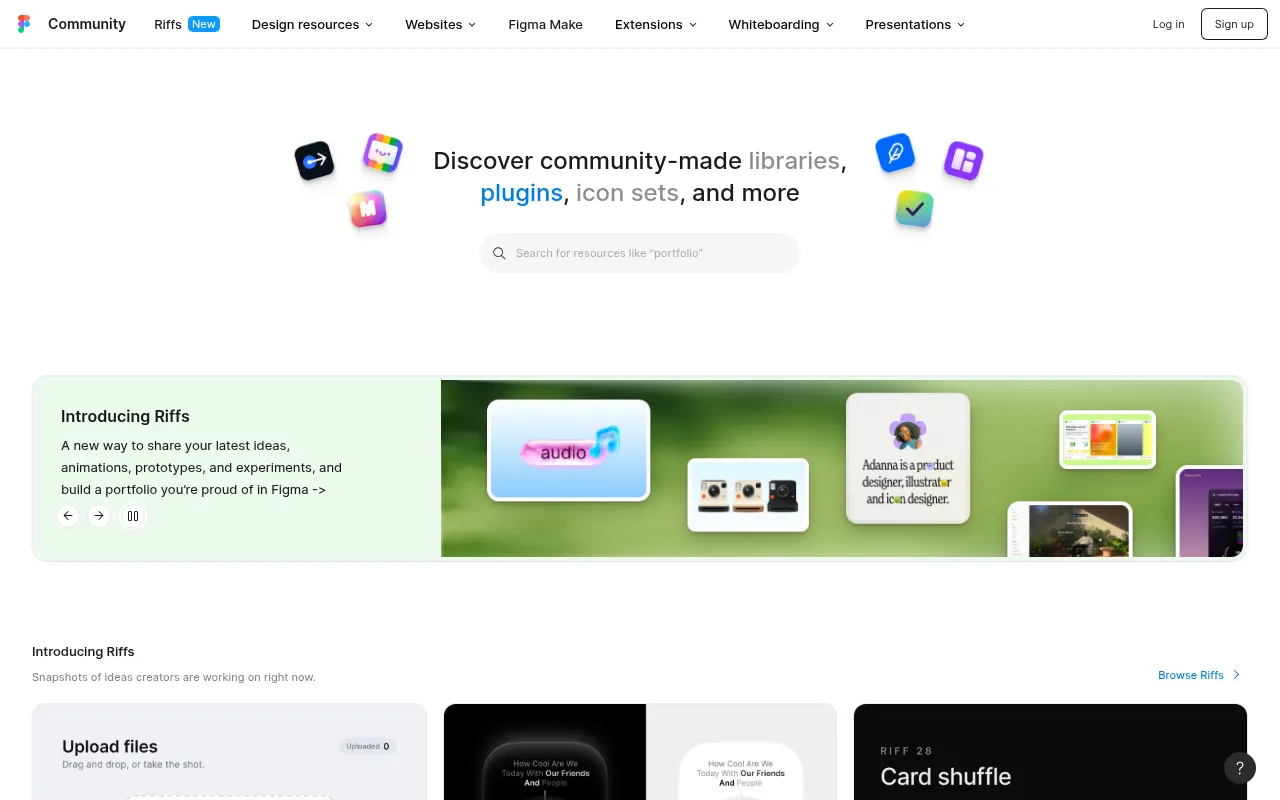 Community
Riffs New
Design resources
Websites
Figma Make
Extensions
Whiteboarding
Presentations
Log in
Sign up
Discover community-made libraries,
plugins, icon sets, and more
Search for resources like “portfolio”
Introducing Riffs
A new way to share your latest ideas,
animations, prototypes, and experiments, and
build a portfolio you’re proud of in Figma ->
audio
Adanna is a product
designer, illustrator
and icon designer.
Introducing Riffs
Snapshots of ideas creators are working on right now.
Browse Riffs
Upload files
Uploaded 0
Drag and drop, or take the shot.
How Cool Are We
Today With Our Friends
And People
How Cool Are We
Today With Our Friends
And People
RIFF 28
Card shuffle
?